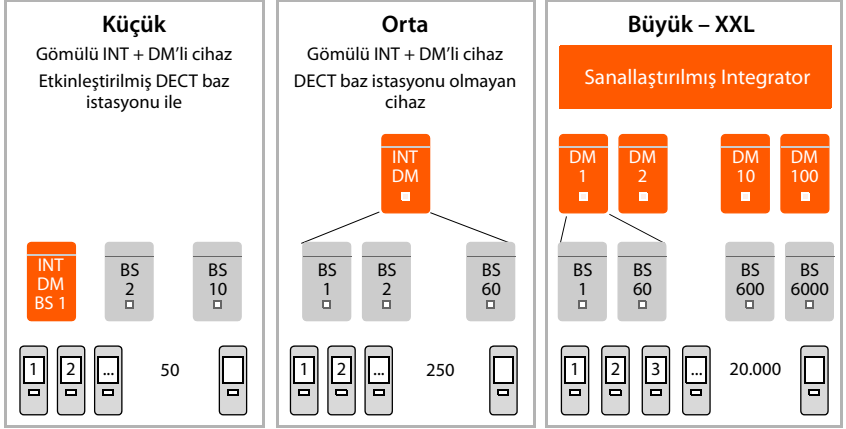 Küçük
Gömülü INT + DM’li cihaz
Etkinleştirilmiş DECT baz
istasyonu ile
INT
DM
BS 1
BS
2
BS
10
1
2
...
50
Orta
Gömülü INT + DM’li cihaz
DECT baz istasyonu olmayan
cihaz
INT
DM
BS
1
BS
2
BS
60
1
2
...
250
Büyük – XXL
Sanallaştırılmış Integrator
DM
1
DM
2
DM
10
DM
100
BS
1
BS
60
BS
600
BS
6000
1
2
3
...
20.000